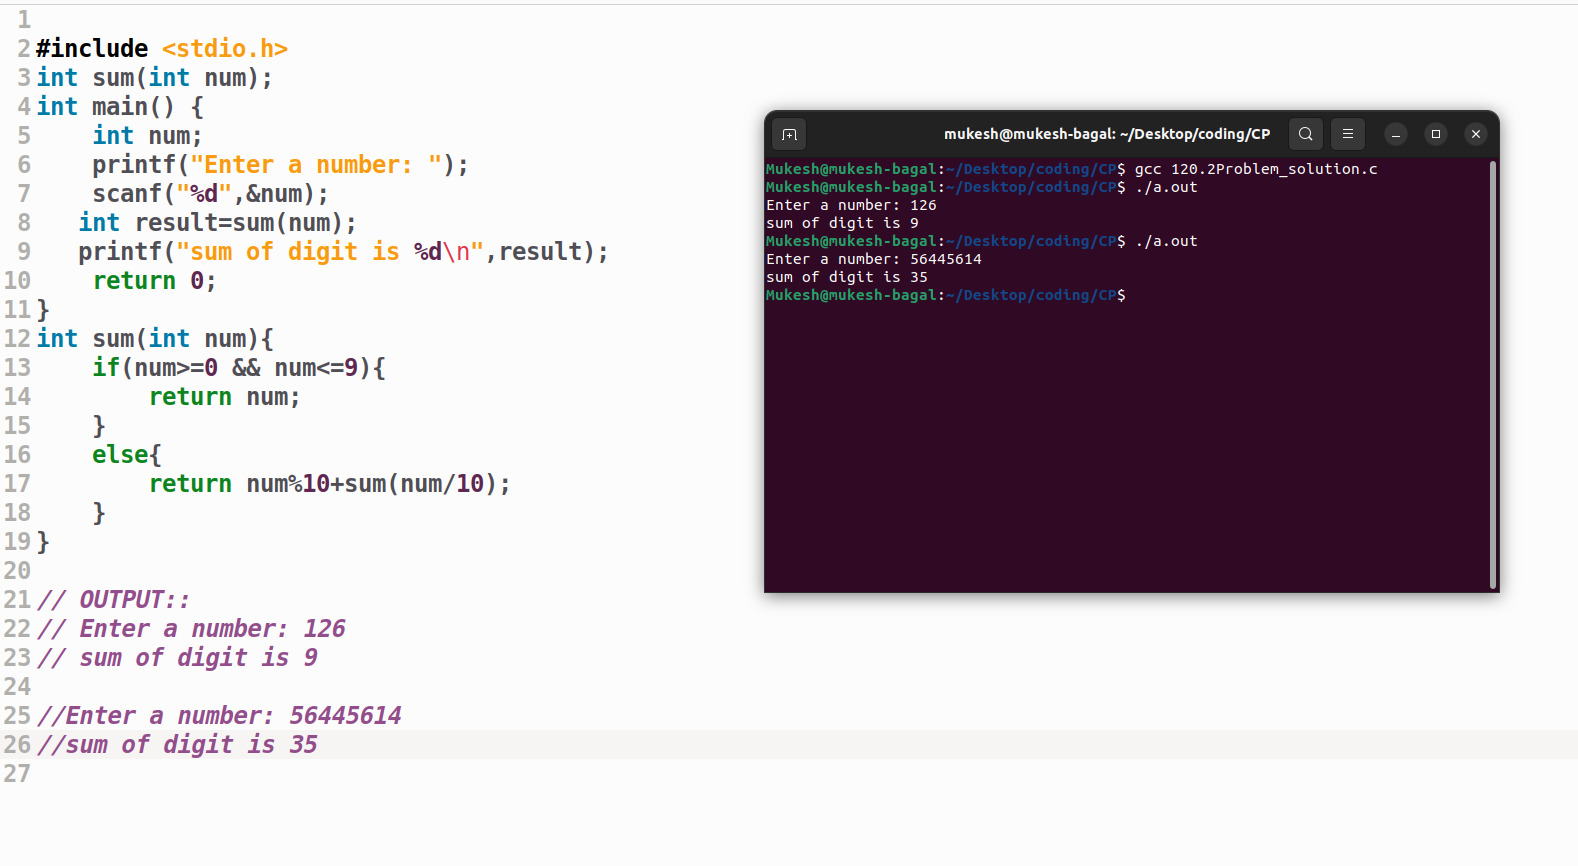 1
2 #include <stdio.h>
3 int sum(int num);
4 int main() {
5     int num;
6     printf("Enter a number: ");
7     scanf("%d",&num);
8    int result=sum(num);
9    printf("sum of digit is %d\n",result);
10     return 0;
11 }
12 int sum(int num){
13     if(num>=0 && num<=9){
14         return num;
15     }
16     else{
17         return num%10+sum(num/10);
18     }
19 }
20
21 // OUTPUT::
22 // Enter a number: 126
23 // sum of digit is 9
24
25 //Enter a number: 56445614
26 //sum of digit is 35
27
mukesh@mukesh-bagal: ~/Desktop/coding/CP
Mukesh@mukesh-bagal:~/Desktop/coding/CP$ gcc 120.2Problem_solution.c
Mukesh@mukesh-bagal:~/Desktop/coding/CP$ ./a.out
Enter a number: 126
sum of digit is 9
Mukesh@mukesh-bagal:~/Desktop/coding/CP$ ./a.out
Enter a number: 56445614
sum of digit is 35
Mukesh@mukesh-bagal:~/Desktop/coding/CP$